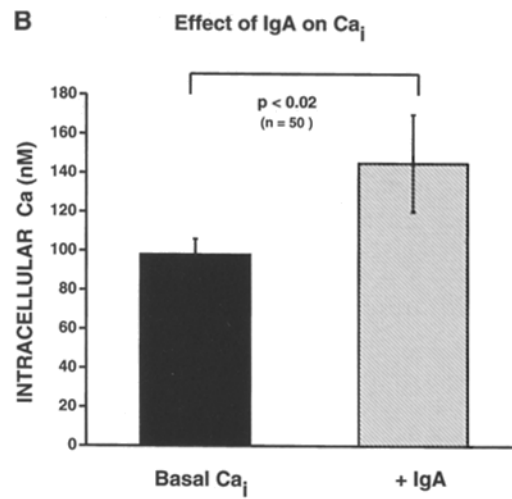 B
Effect of IgA on Cai
p < 0.02
(n = 50 )
INTRACELLULAR Ca (nM)
180
160
140
120
100
80
60
40
20
0
Basal Cai
+ IgA